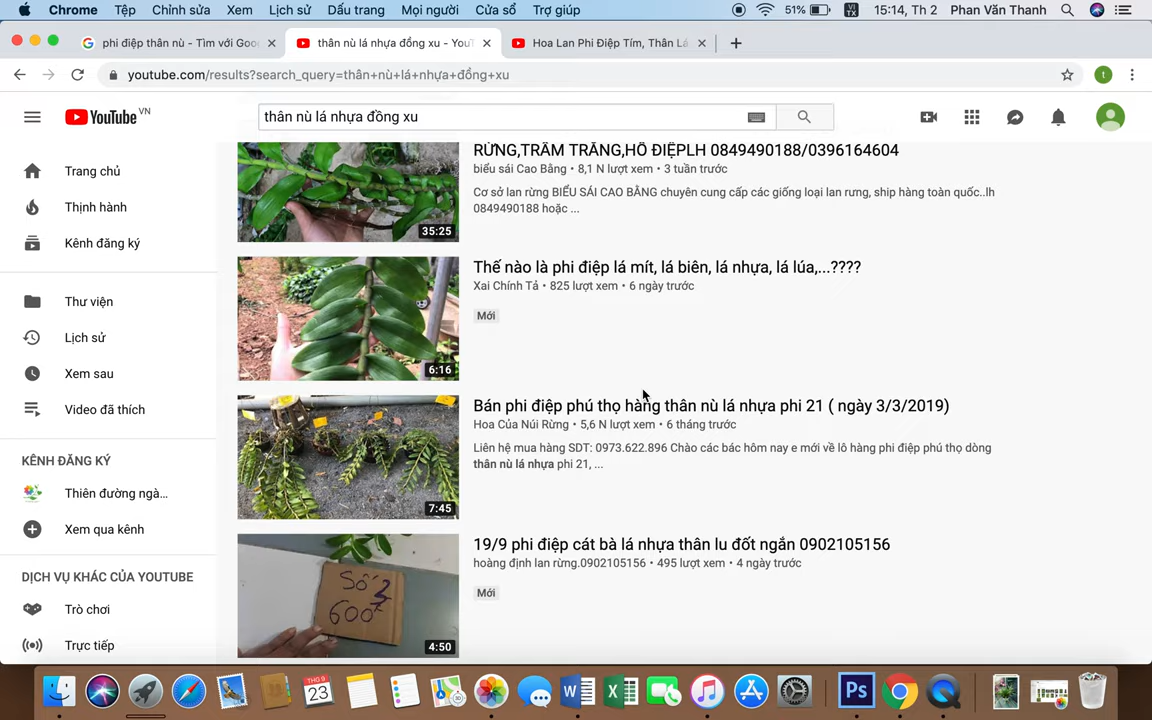 Chrome Tệp Chỉnh sửa Xem Lịch sử Dấu trang Mọi người Cửa sổ Trợ giúp 51% VI TX 15:14, Th 2 Phan Văn Thanh
phi điệp thân nù - Tìm với Goo
thân nù lá nhựa đồng xu - YouT
Hoa Lan Phi Điệp Tím, Thân Lá
youtube.com/results?search_query=thân+nù+lá+nhựa+đồng+xu
t
YouTube VN
thân nù lá nhựa đồng xu
Trang chủ
Thịnh hành
Kênh đăng ký
Thư viện
Lịch sử
Xem sau
Video đã thích
KÊNH ĐĂNG KÝ
Thiên đường ngà...
Xem qua kênh
DỊCH VỤ KHÁC CỦA YOUTUBE
Trò chơi
Trực tiếp
RỪNG,TRẦM TRẮNG,HỒ ĐIỆPLH 0849490188/0396164604
biểu sái Cao Bằng • 8,1 N lượt xem • 3 tuần trước
Cơ sở lan rừng BIỂU SÁI CAO BẰNG chuyên cung cấp các giống loại lan rưng, ship hàng toàn quốc..lh
0849490188 hoặc ...
35:25
Thế nào là phi điệp lá mít, lá biên, lá nhựa, lá lúa,...????
Xai Chính Tả • 825 lượt xem • 6 ngày trước
Mới
6:16
Bán phi điệp phú thọ hàng thân nù lá nhựa phi 21 ( ngày 3/3/2019)
Hoa Của Núi Rừng • 5,6 N lượt xem • 6 tháng trước
Liên hệ mua hàng SDT: 0973.622.896 Chào các bác hôm nay e mới về lô hàng phi điệp phú thọ dòng
thân nù lá nhựa phi 21, ...
7:45
19/9 phi điệp cát bà lá nhựa thân lu đốt ngắn 0902105156
hoàng định lan rừng.0902105156 • 495 lượt xem • 4 ngày trước
Mới
Số 2
600
4:50
THG 9
23
Ps